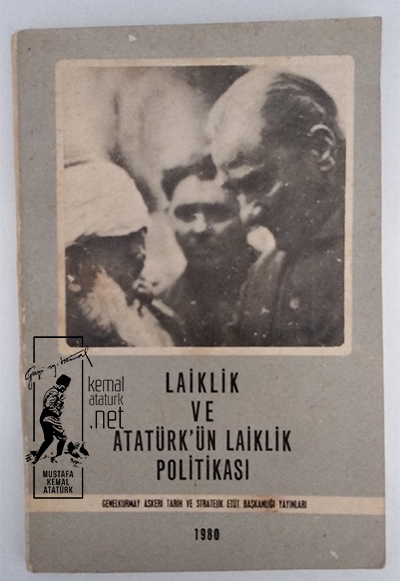 LAİKLİK
VE
ATATÜRK'ÜN LAİKLİK
POLİTİKASI
GENELKURMAY ASKERİ TARİH VE STRATEJİK ETÜT BAŞKANLIĞI YAYINLARI
1980
kemal
ataturk
.net
MUSTAFA
KEMAL
ATATÜRK